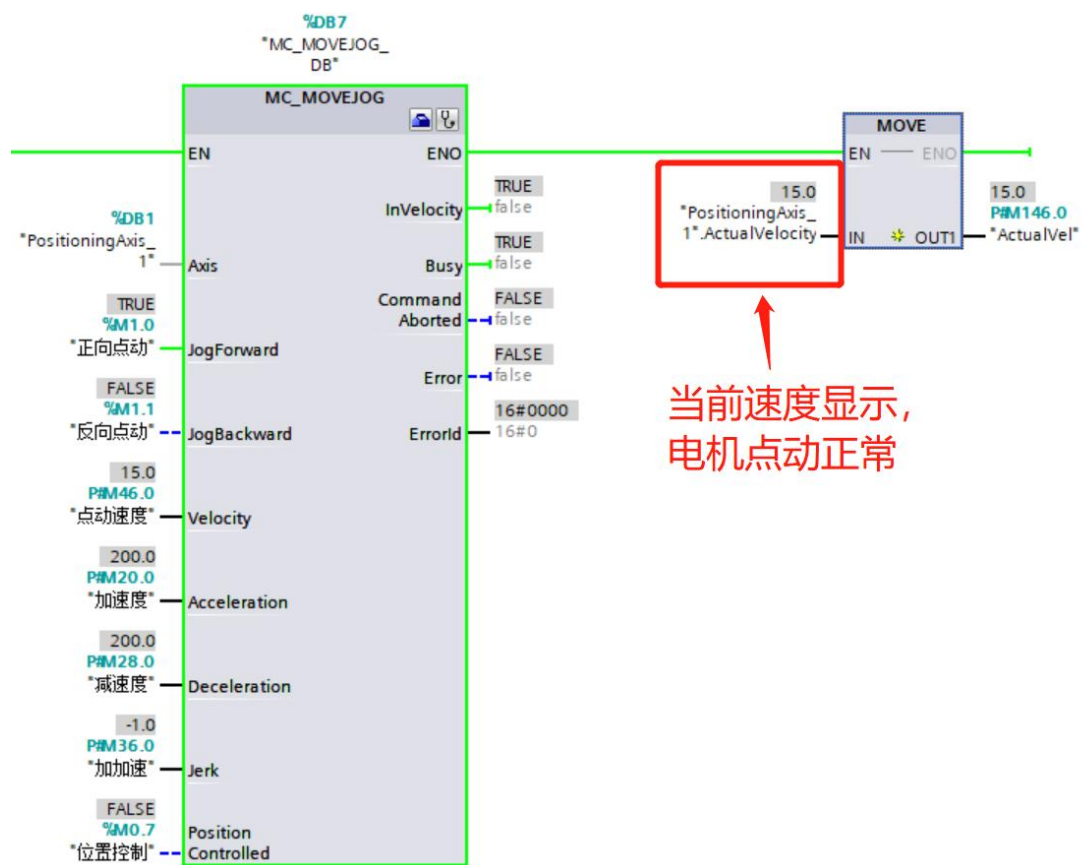 %DB7
"MC_MOVEJOG_
DB"
MC_MOVEJOG
EN
ENO
TRUE
InVelocity
false
%DB1
"PositioningAxis_
1"
Axis
TRUE
Busy
false
TRUE
%M1.0
"正向点动"
JogForward
Command
Aborted
FALSE
false
FALSE
%M1.1
"反向点动"
JogBackward
Error
FALSE
false
ErrorId
16#0000
16#0
15.0
P#M46.0
"点动速度"
Velocity
200.0
P#M20.0
"加速度"
Acceleration
200.0
P#M28.0
"减速度"
Deceleration
-1.0
P#M36.0
"加加速"
Jerk
FALSE
%M0.7
"位置控制"
Position
Controlled
MOVE
EN
ENO
15.0
"PositioningAxis_
1".ActualVelocity
IN
OUT1
15.0
P#M146.0
"ActualVel"
当前速度显示，
电机点动正常